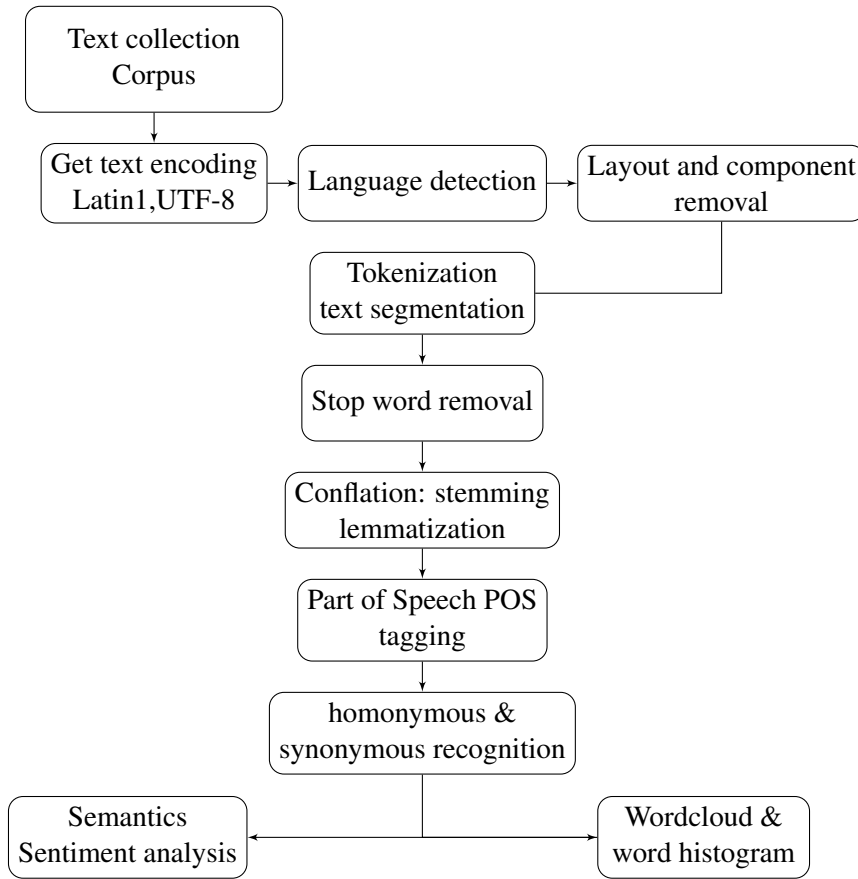 Text collection
Corpus
Get text encoding
Latin1,UTF-8
Language detection
Layout and component
removal
Tokenization
text segmentation
Stop word removal
Conflation: stemming
lemmatization
Part of Speech POS
tagging
homonymous &
synonymous recognition
Semantics
Sentiment analysis
Wordcloud &
word histogram